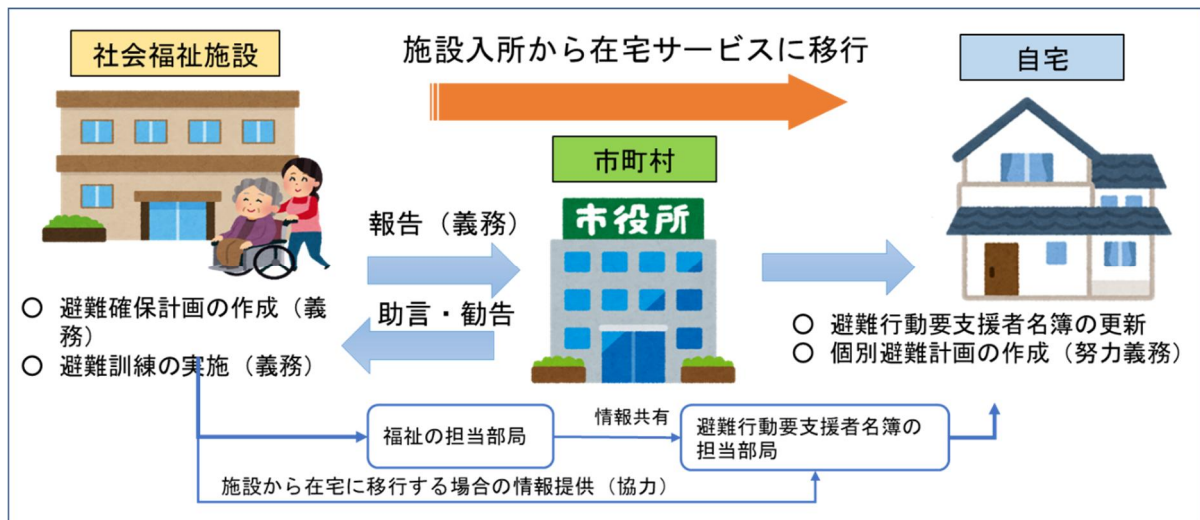 社会福祉施設
施設入所から在宅サービスに移行
自宅
市町村
市役所
報告（義務）
助言・勧告
○ 避難確保計画の作成（義
務）
○ 避難訓練の実施（義務）
○ 避難行動要支援者名簿の更新
○ 個別避難計画の作成（努力義務）
福祉の担当部局
情報共有
避難行動要支援者名簿の
担当部局
施設から在宅に移行する場合の情報提供（協力）